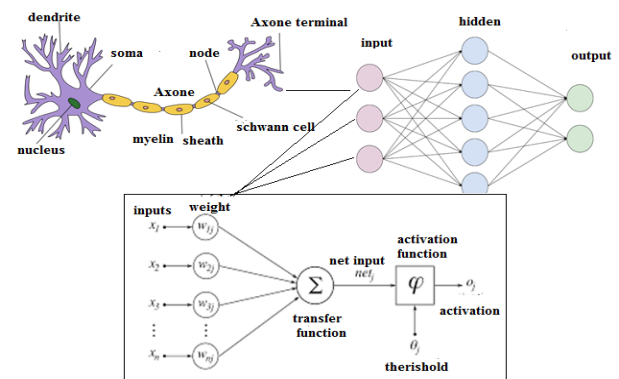 dendrite
soma
node
Axone terminal
hidden
input
output
Axone
schwann cell
myelin sheath
nucleus
inputs
weight
x1
w1j
x2
w2j
x3
w3j
xn
wnj
Σ
transfer
function
net input
netj
activation
function
φ
oj
activation
θj
therishold